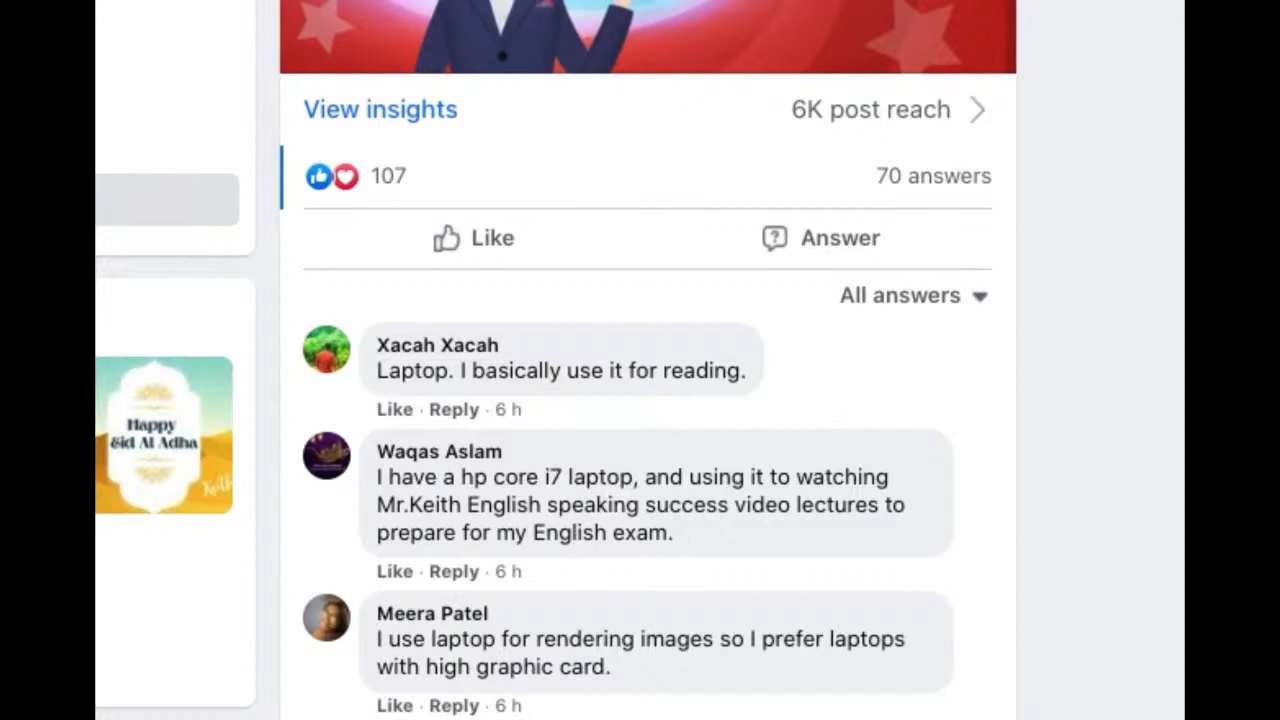 View insights
6K post reach
107
70 answers
Like
Answer
All answers
Xacah Xacah
Laptop. I basically use it for reading.
Like · Reply · 6 h
Happy
Eid Al Adha
Keith
Waqas Aslam
I have a hp core i7 laptop, and using it to watching
Mr.Keith English speaking success video lectures to
prepare for my English exam.
Like · Reply · 6 h
Meera Patel
I use laptop for rendering images so I prefer laptops
with high graphic card.
Like · Reply · 6 h